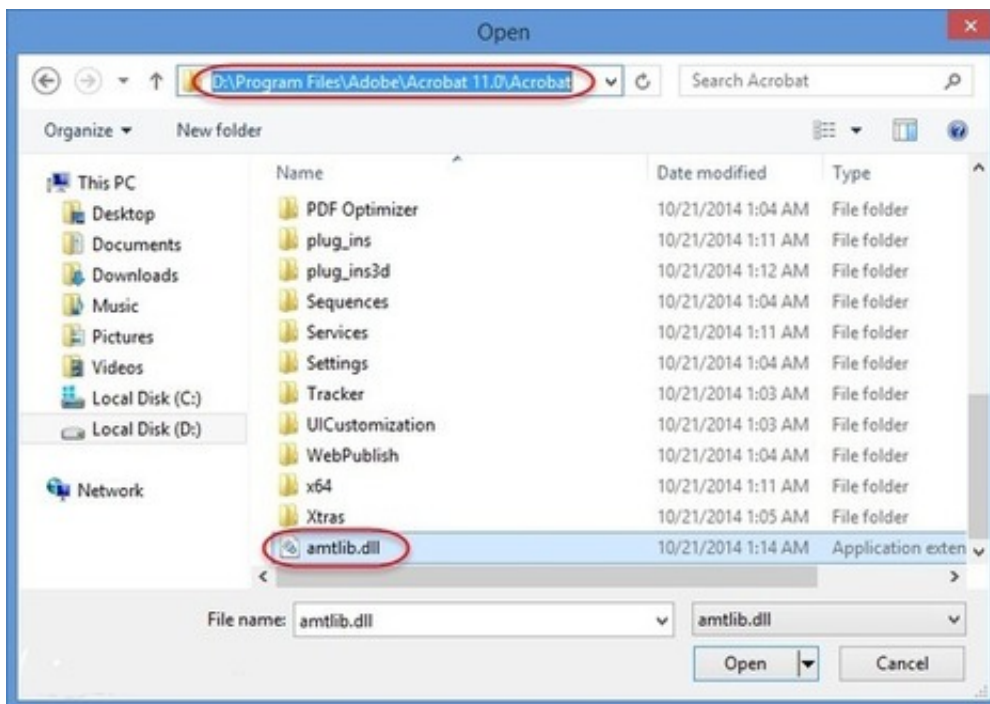 Open
D:\Program Files\Adobe\Acrobat 11.0\Acrobat
Search Acrobat
Organize
New folder
Name Date modified Type
This PC
Desktop
Documents
Downloads
Music
Pictures
Videos
Local Disk (C:)
Local Disk (D:)
Network
PDF Optimizer 10/21/2014 1:04 AM File folder
plug_ins 10/21/2014 1:11 AM File folder
plug_ins3d 10/21/2014 1:12 AM File folder
Sequences 10/21/2014 1:04 AM File folder
Services 10/21/2014 1:11 AM File folder
Settings 10/21/2014 1:04 AM File folder
Tracker 10/21/2014 1:03 AM File folder
UICustomization 10/21/2014 1:03 AM File folder
WebPublish 10/21/2014 1:04 AM File folder
x64 10/21/2014 1:11 AM File folder
Xtras 10/21/2014 1:05 AM File folder
amtlib.dll 10/21/2014 1:14 AM Application exten
File name: amtlib.dll amtlib.dll
Open Cancel